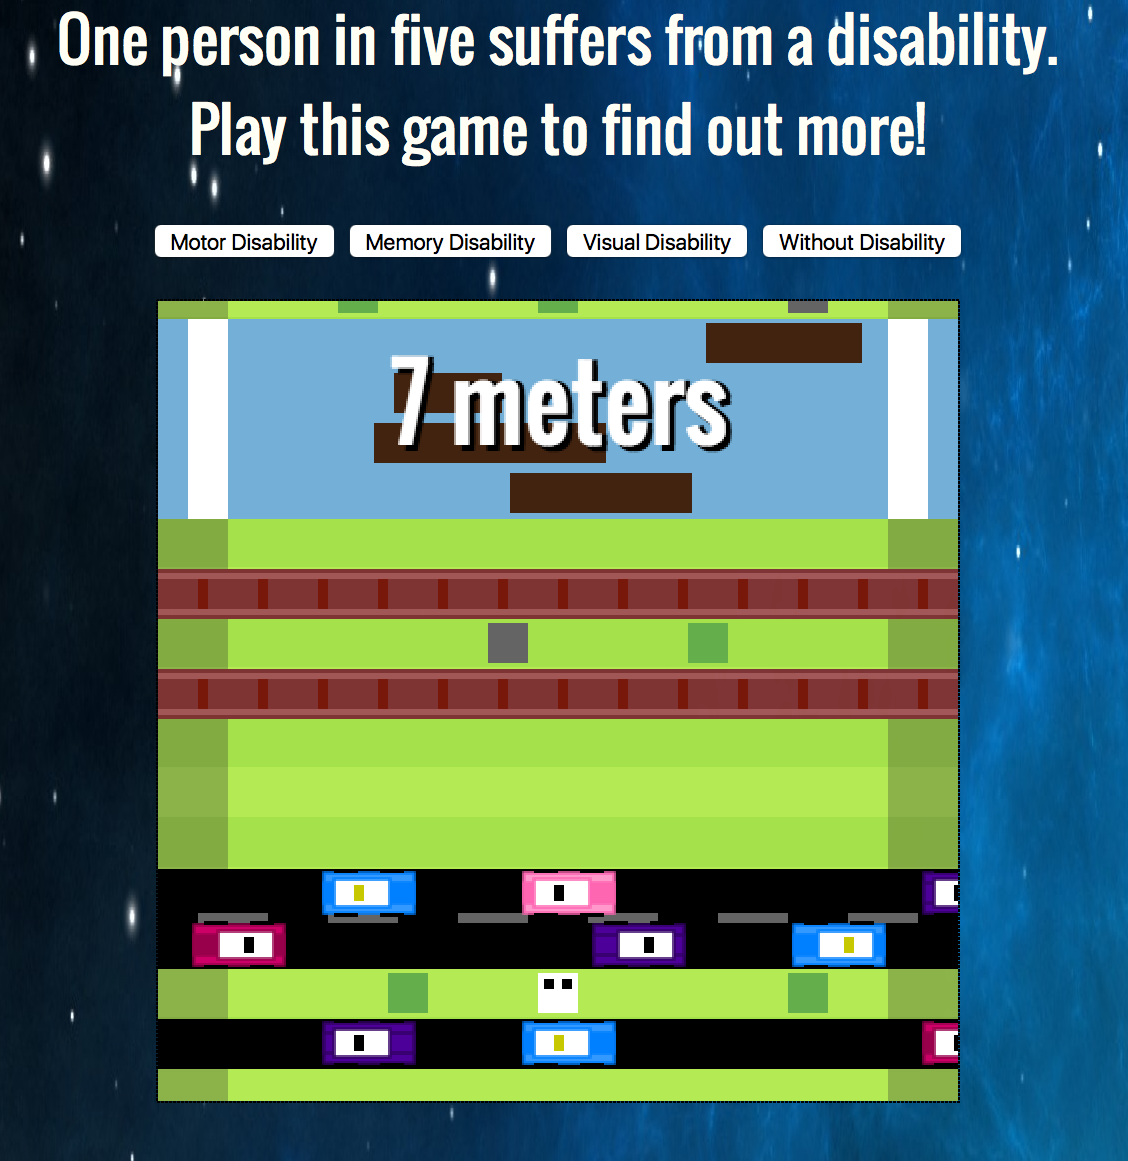 One person in five suffers from a disability.
Play this game to find out more!
Motor Disability Memory Disability Visual Disability Without Disability
7 meters